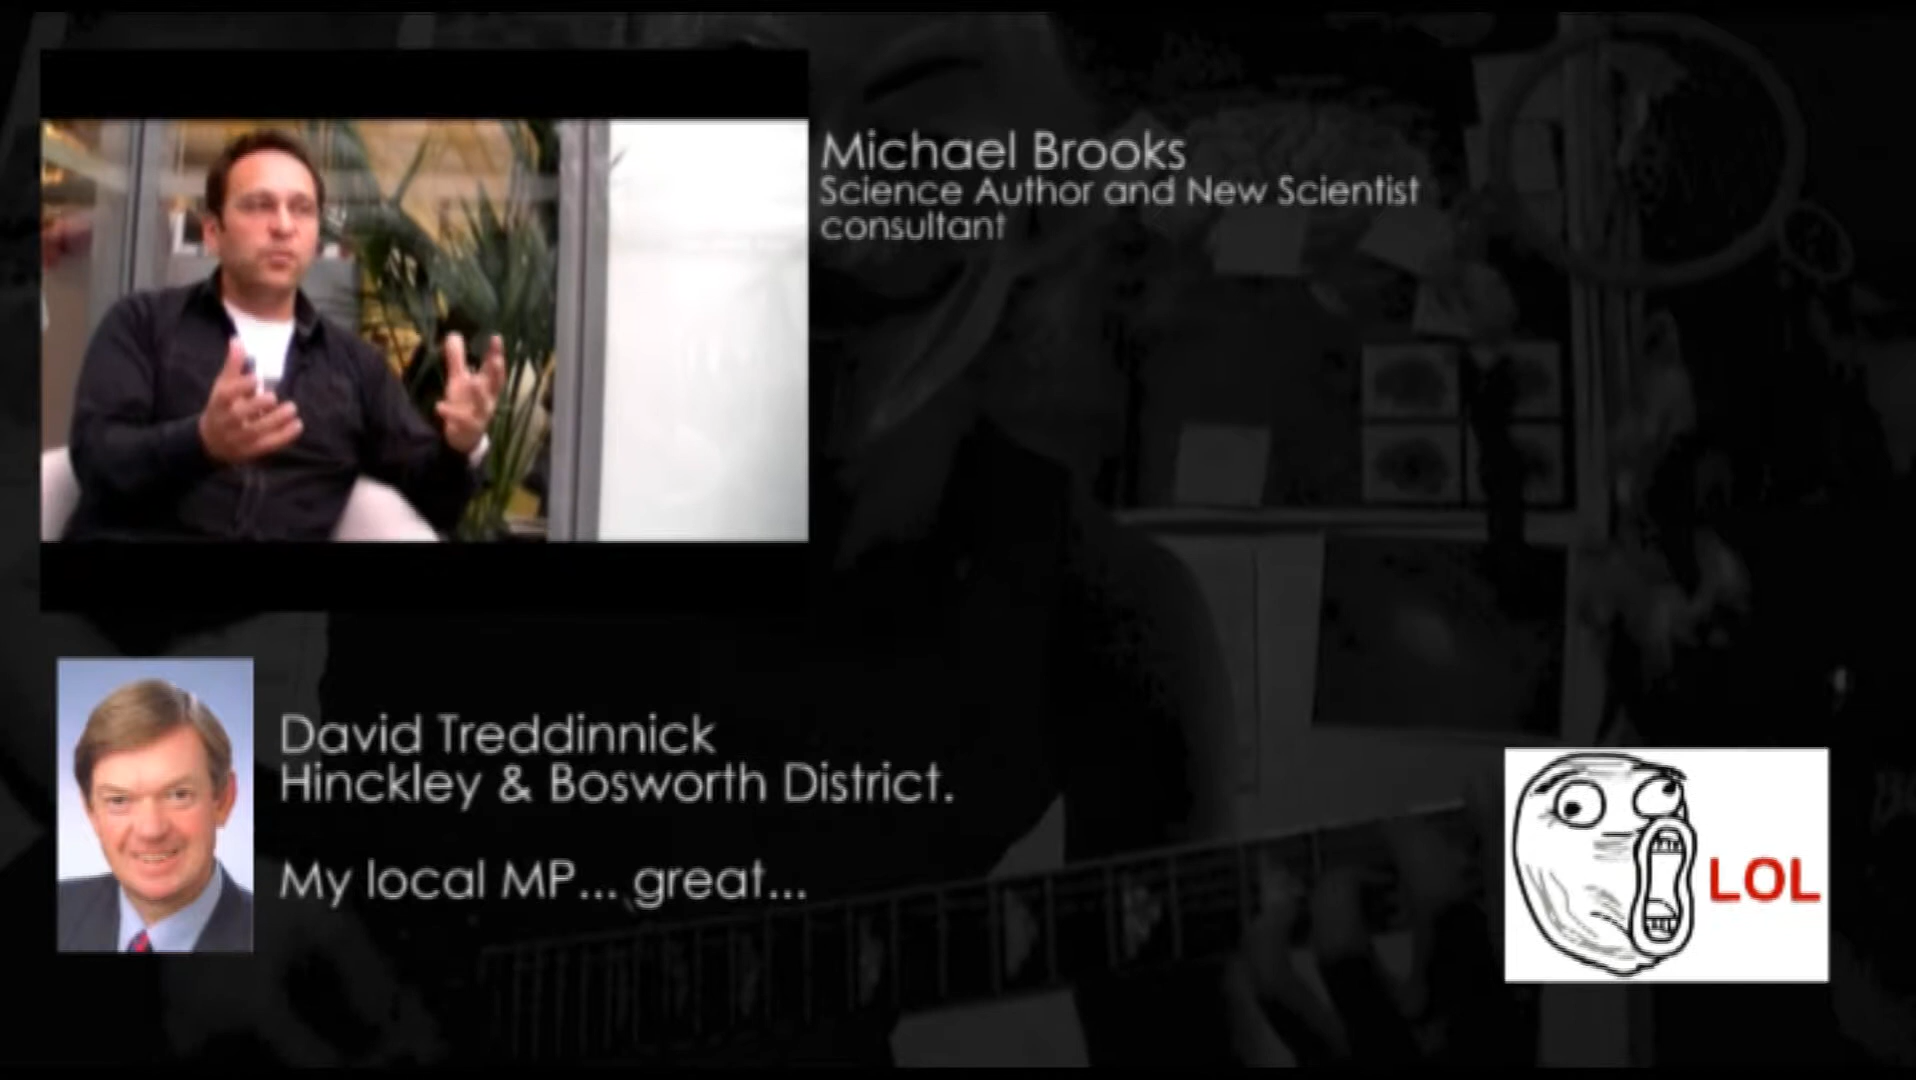 Michael Brooks
Science Author and New Scientist
consultant
David Treddinnick
Hinckley & Bosworth District.
My local MP... great...
LOL